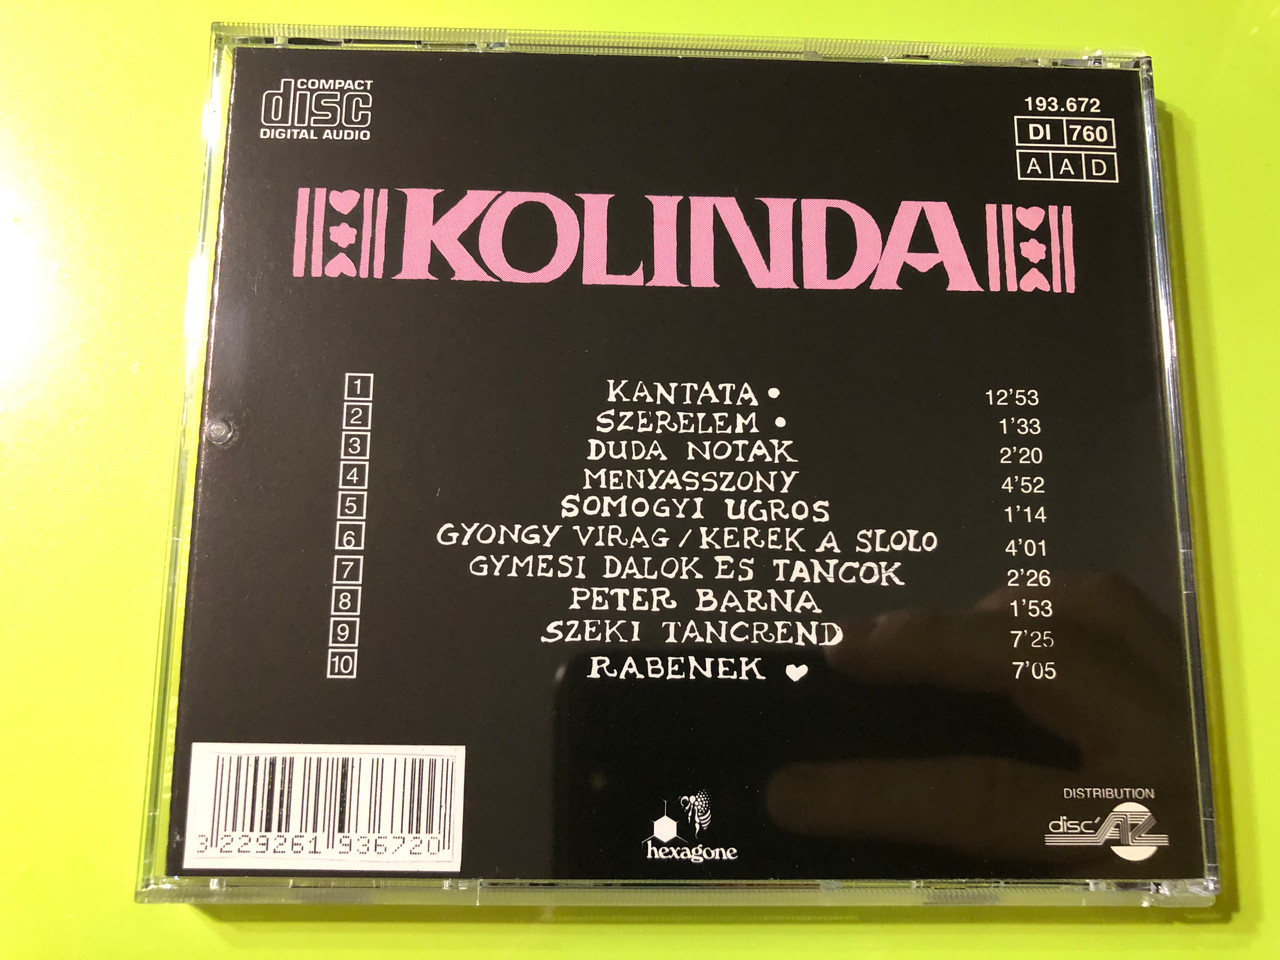 COMPACT
disc
DIGITAL AUDIO
193.672
DI 760
A A D
KOLINDA
1 KANTATA • 12'53
2 SZERELEM • 1'33
3 DUDA NOTAK 2'20
4 MENYASSZONY 4'52
5 SOMOGYI UGROS 1'14
6 GYONGY VIRAG / KEREK A SLOLO 4'01
7 GYMESI DALOK ES TANCOK 2'26
8 PETER BARNA 1'53
9 SZEKI TANCREND 7'25
10 RABENEK 7'05
3 229261 936720
hexagone
DISTRIBUTION
disc'AZ